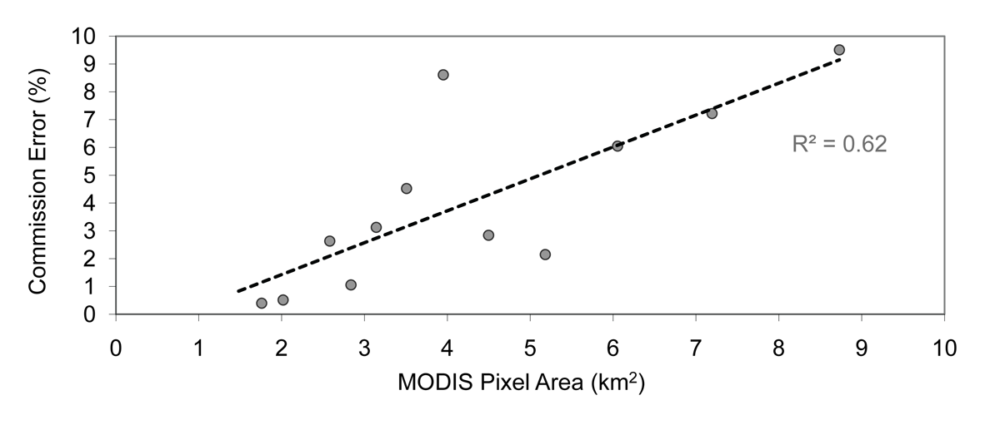 10
9
8
7
6
5
4
3
2
1
0
Commission Error (%)
R² = 0.62
0 1 2 3 4 5 6 7 8 9 10
MODIS Pixel Area (km²)